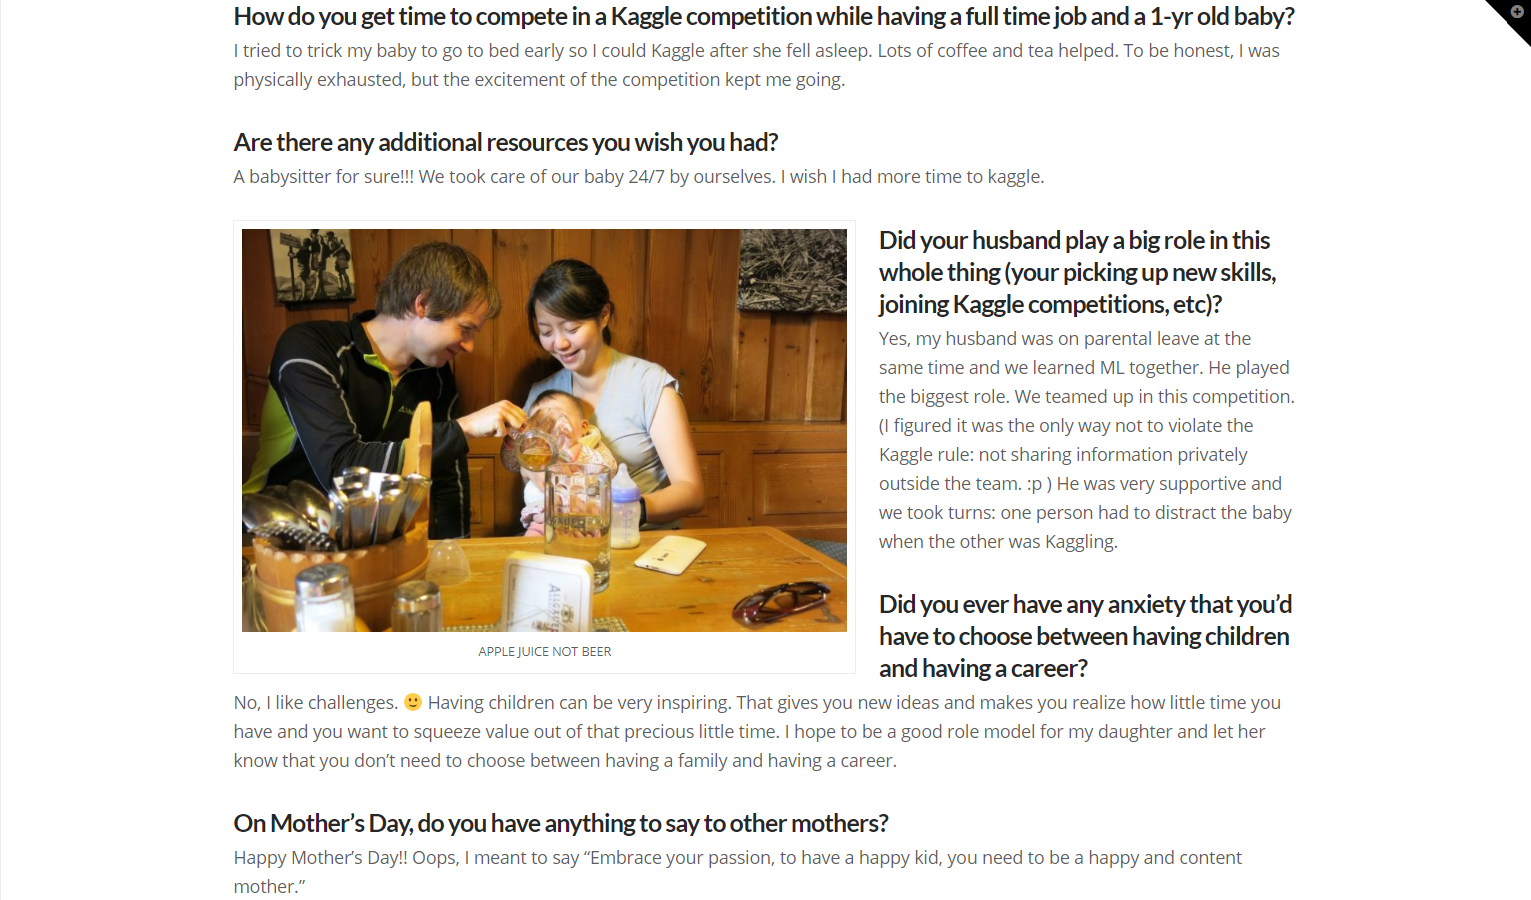 How do you get time to compete in a Kaggle competition while having a full time job and a 1-yr old baby?
I tried to trick my baby to go to bed early so I could Kaggle after she fell asleep. Lots of coffee and tea helped. To be honest, I was
physically exhausted, but the excitement of the competition kept me going.
Are there any additional resources you wish you had?
A babysitter for sure!!! We took care of our baby 24/7 by ourselves. I wish I had more time to kaggle.
APPLE JUICE NOT BEER
Did your husband play a big role in this
whole thing (your picking up new skills,
joining Kaggle competitions, etc)?
Yes, my husband was on parental leave at the
same time and we learned ML together. He played
the biggest role. We teamed up in this competition.
(I figured it was the only way not to violate the
Kaggle rule: not sharing information privately
outside the team. :p ) He was very supportive and
we took turns: one person had to distract the baby
when the other was Kaggling.
Did you ever have any anxiety that you’d
have to choose between having children
and having a career?
No, I like challenges. 🙂 Having children can be very inspiring. That gives you new ideas and makes you realize how little time you
have and you want to squeeze value out of that precious little time. I hope to be a good role model for my daughter and let her
know that you don’t need to choose between having a family and having a career.
On Mother’s Day, do you have anything to say to other mothers?
Happy Mother’s Day!! Oops, I meant to say “Embrace your passion, to have a happy kid, you need to be a happy and content
mother.”